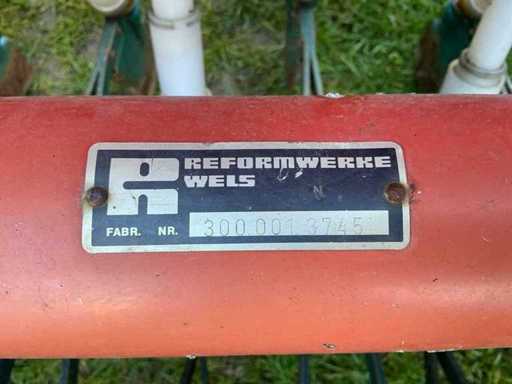 REFORMWERKE
WELS
FABR. NR. 300 001 3745